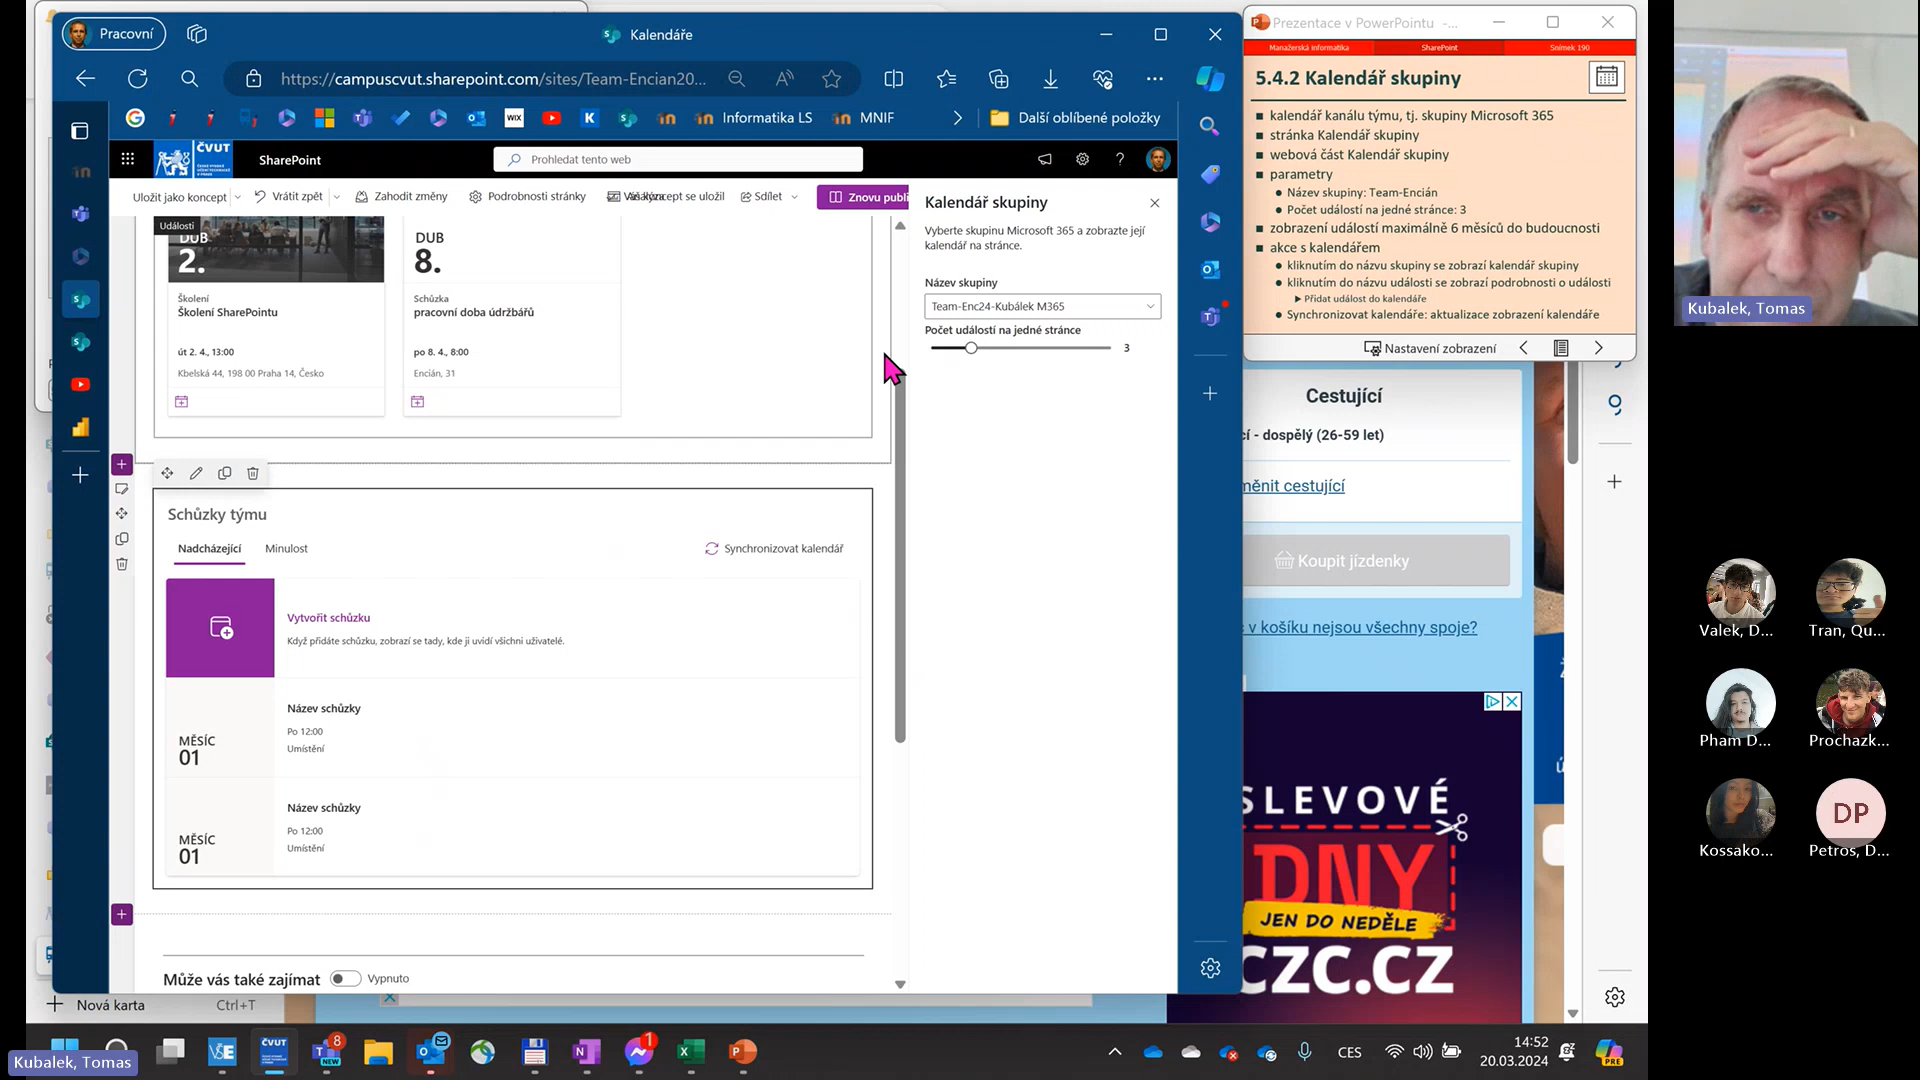 Pracovní
Kalendáře
https://campuscvut.sharepoint.com/sites/Team-Encian20...
Informatika LS
MNIF
Další oblíbené položky
ČVUT
SharePoint
Prohledat tento web
Uložit jako koncept
Vrátit zpět
Zahodit změny
Podrobnosti stránky
koncept se uložil
Sdílet
Znovu publi
Události
DUB
2.
Školení
Školení SharePointu
út 2. 4., 13:00
Kbelská 44, 198 00 Praha 14, Česko
DUB
8.
Schůzka
pracovní doba údržbářů
po 8. 4., 8:00
Encián, 31
Schůzky týmu
Nadcházející
Minulost
Synchronizovat kalendář
Vytvořit schůzku
Když přidáte schůzku, zobrazí se tady, kde ji uvidí všichni uživatelé.
MĚSÍC
01
Název schůzky
Po 12:00
Umístění
MĚSÍC
01
Název schůzky
Po 12:00
Umístění
Může vás také zajímat
Vypnuto
Kalendář skupiny
Vyberte skupinu Microsoft 365 a zobrazte její
kalendář na stránce.
Název skupiny
Team-Enc24-Kubálek M365
Počet událostí na jedné stránce
3
Prezentace v PowerPointu -...
Manažerská informatika
SharePoint
Snímek 190
5.4.2 Kalendář skupiny
kalendář kanálu týmu, tj. skupiny Microsoft 365
stránka Kalendář skupiny
webová část Kalendář skupiny
parametry
Název skupiny: Team-Encián
Počet událostí na jedné stránce: 3
zobrazení událostí maximálně 6 měsíců do budoucnosti
akce s kalendářem
kliknutím do názvu skupiny se zobrazí kalendář skupiny
kliknutím do názvu události se zobrazí podrobnosti o události
Přidat událost do kalendáře
Synchronizovat kalendáře: aktualizace zobrazení kalendáře
Nastavení zobrazení
Cestující
cí - dospělý (26-59 let)
měnit cestující
Koupit jízdenky
v košíku nejsou všechny spoje?
SLEVOVÉ
DNY
JEN DO NEDĚLE
CZC.CZ
Nová karta
Ctrl+T
Kubalek, Tomas
Valek, D...
Tran, Qu...
Pham D...
Prochazk...
Kossako...
DP
Petros, D...
Kubalek, Tomas
VŠE
ČVUT
8
NEW
1
CES
14:52
20.03.2024
PRE